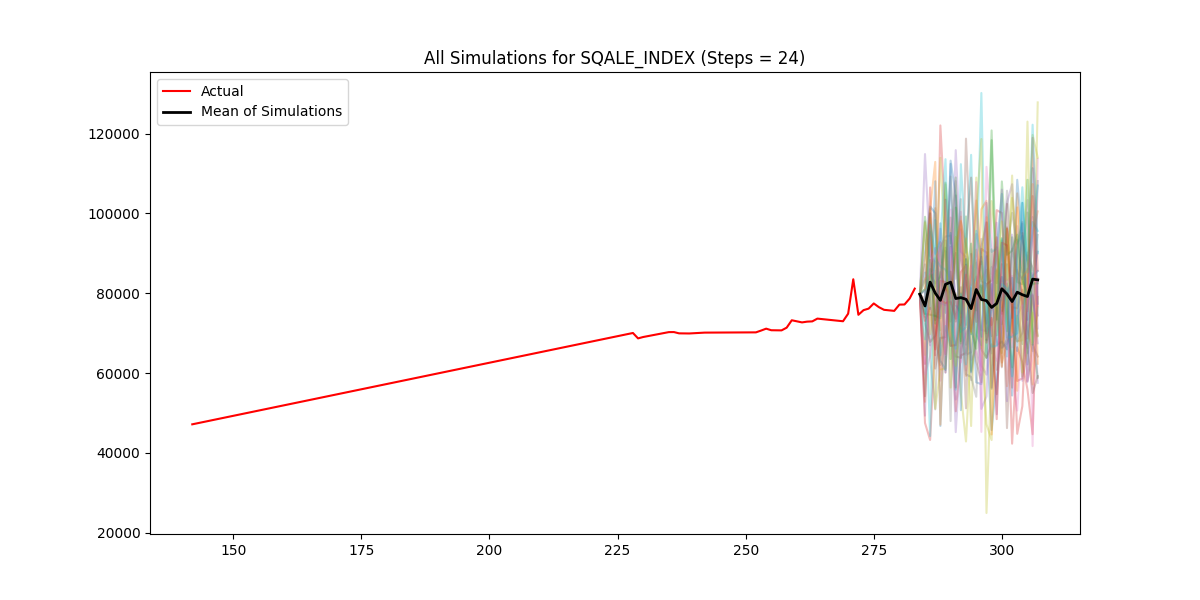 All Simulations for SQALE_INDEX (Steps = 24)
Actual
Mean of Simulations
120000
100000
80000
60000
40000
20000
150 175 200 225 250 275 300